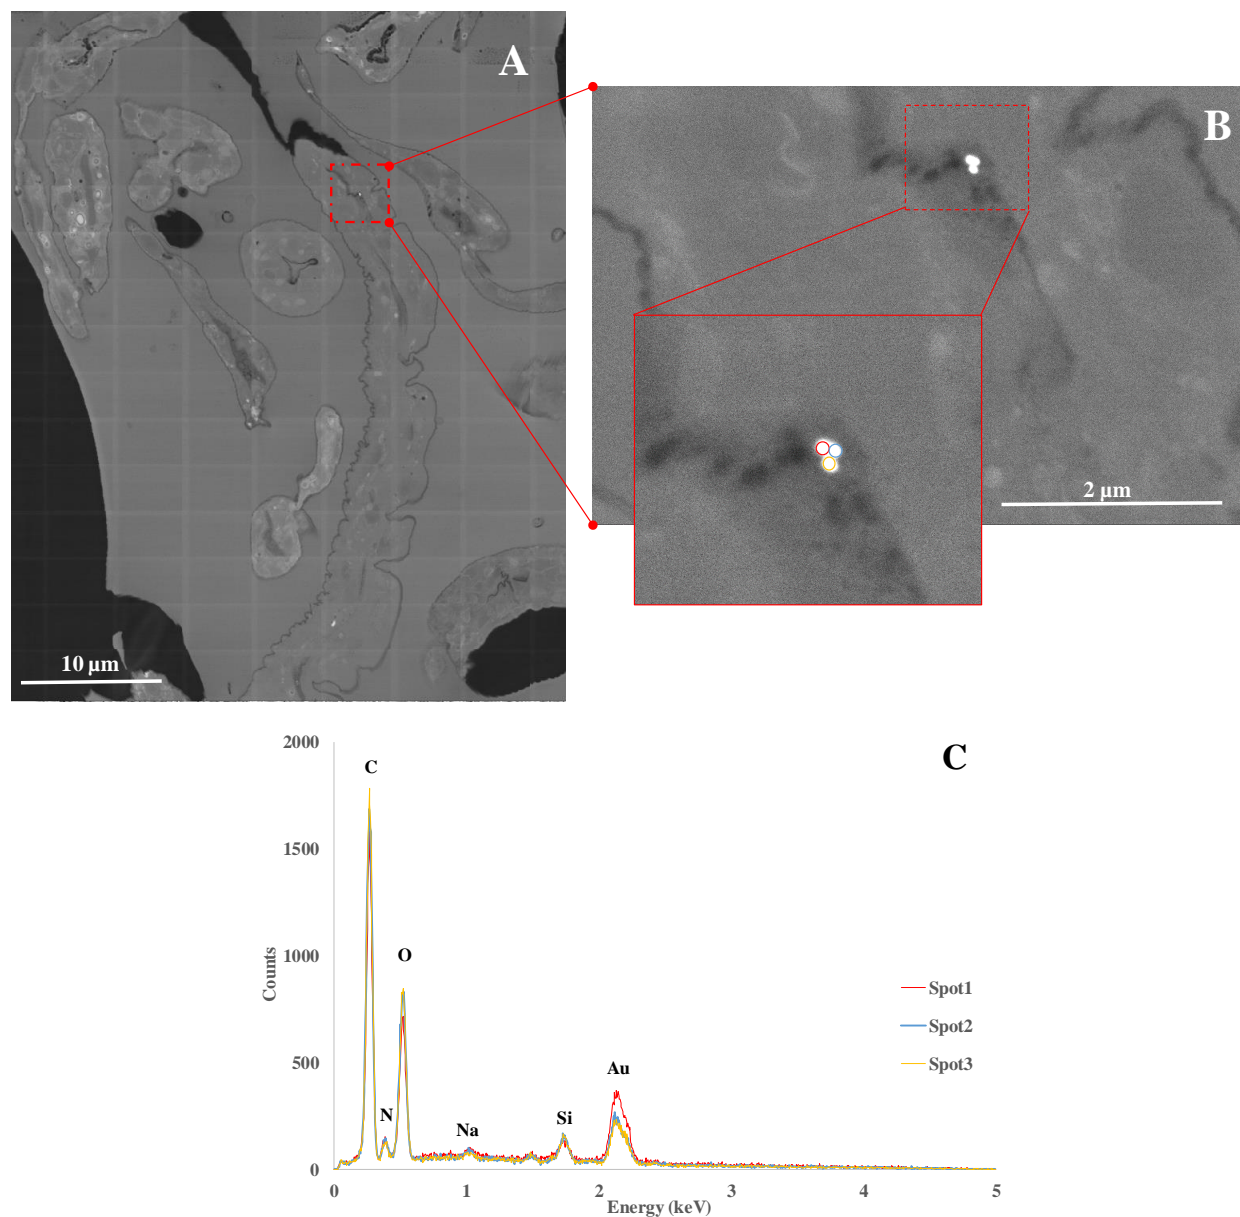 A
B
10 µm
2 µm
C
2000
1500
1000
500
0
Counts
C
N
O
Na
Si
Au
Spot1
Spot2
Spot3
0
1
2
3
4
5
Energy (keV)